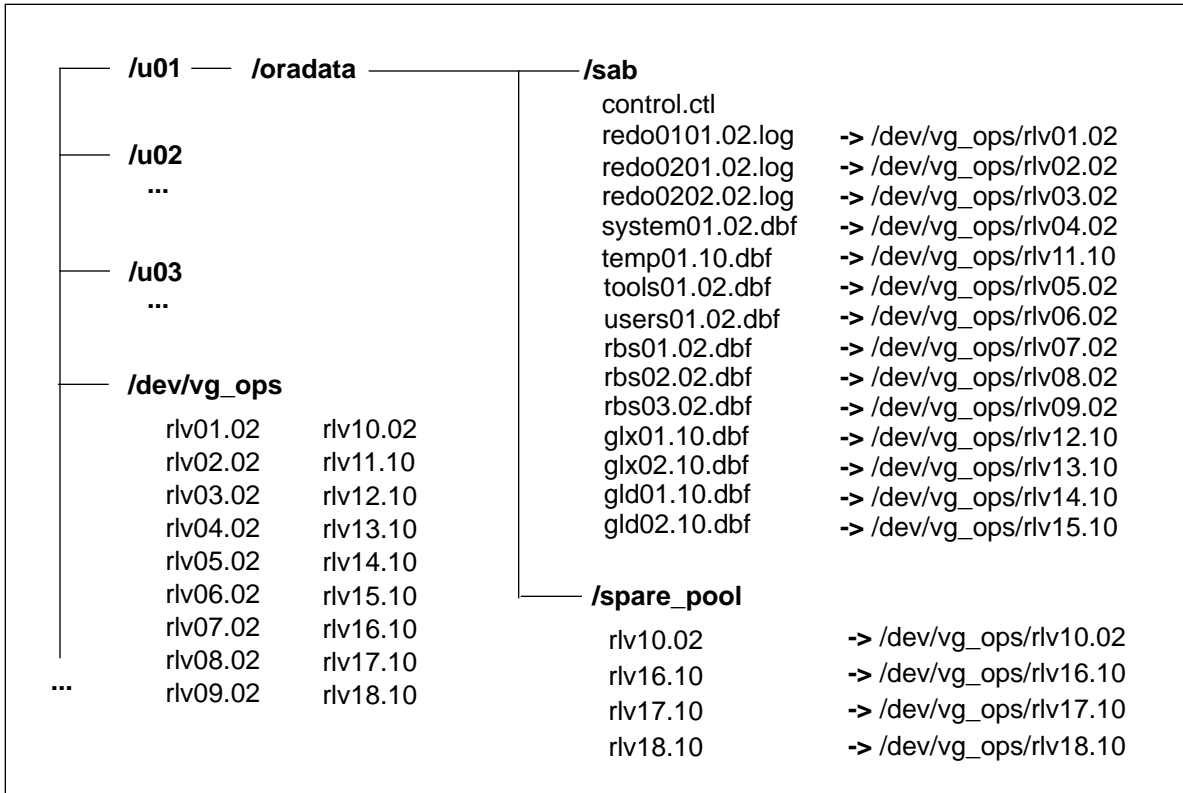 /u01 /oradata /sab
control.ctl
redo0101.02.log -> /dev/vg_ops/rlv01.02
redo0201.02.log -> /dev/vg_ops/rlv02.02
redo0202.02.log -> /dev/vg_ops/rlv03.02
system01.02.dbf -> /dev/vg_ops/rlv04.02
temp01.10.dbf -> /dev/vg_ops/rlv11.10
tools01.02.dbf -> /dev/vg_ops/rlv05.02
users01.02.dbf -> /dev/vg_ops/rlv06.02
rbs01.02.dbf -> /dev/vg_ops/rlv07.02
rbs02.02.dbf -> /dev/vg_ops/rlv08.02
rbs03.02.dbf -> /dev/vg_ops/rlv09.02
glx01.10.dbf -> /dev/vg_ops/rlv12.10
glx02.10.dbf -> /dev/vg_ops/rlv13.10
gld01.10.dbf -> /dev/vg_ops/rlv14.10
gld02.10.dbf -> /dev/vg_ops/rlv15.10
/spare_pool
rlv10.02 -> /dev/vg_ops/rlv10.02
rlv16.10 -> /dev/vg_ops/rlv16.10
rlv17.10 -> /dev/vg_ops/rlv17.10
rlv18.10 -> /dev/vg_ops/rlv18.10
/u02
...
/u03
...
/dev/vg_ops
rlv01.02 rlv10.02
rlv02.02 rlv11.10
rlv03.02 rlv12.10
rlv04.02 rlv13.10
rlv05.02 rlv14.10
rlv06.02 rlv15.10
rlv07.02 rlv16.10
rlv08.02 rlv17.10
rlv09.02 rlv18.10
...